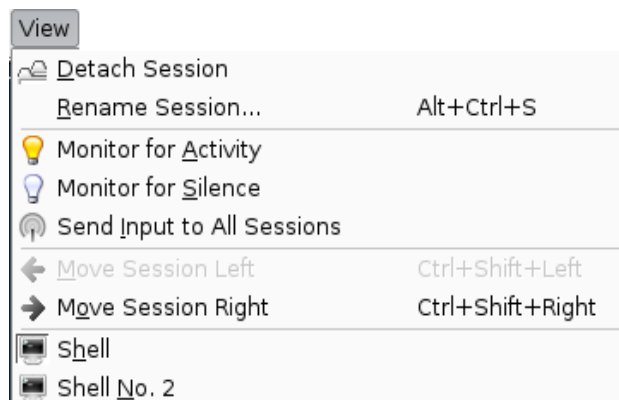 View
Detach Session
Rename Session... Alt+Ctrl+S
Monitor for Activity
Monitor for Silence
Send Input to All Sessions
Move Session Left Ctrl+Shift+Left
Move Session Right Ctrl+Shift+Right
Shell
Shell No. 2